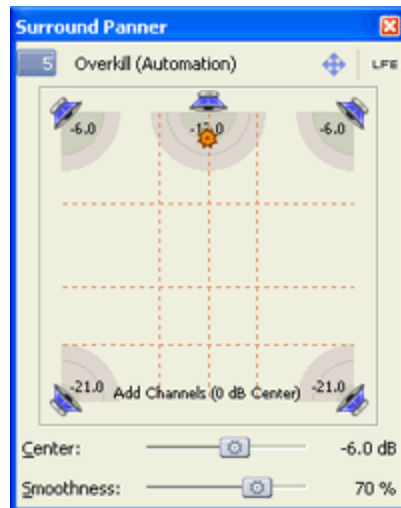 Surround Panner
5 Overkill (Automation) LFE
-6.0 -6.0
-21.0 Add Channels (0 dB Center) -21.0
Center: -6.0 dB
Smoothness: 70 %